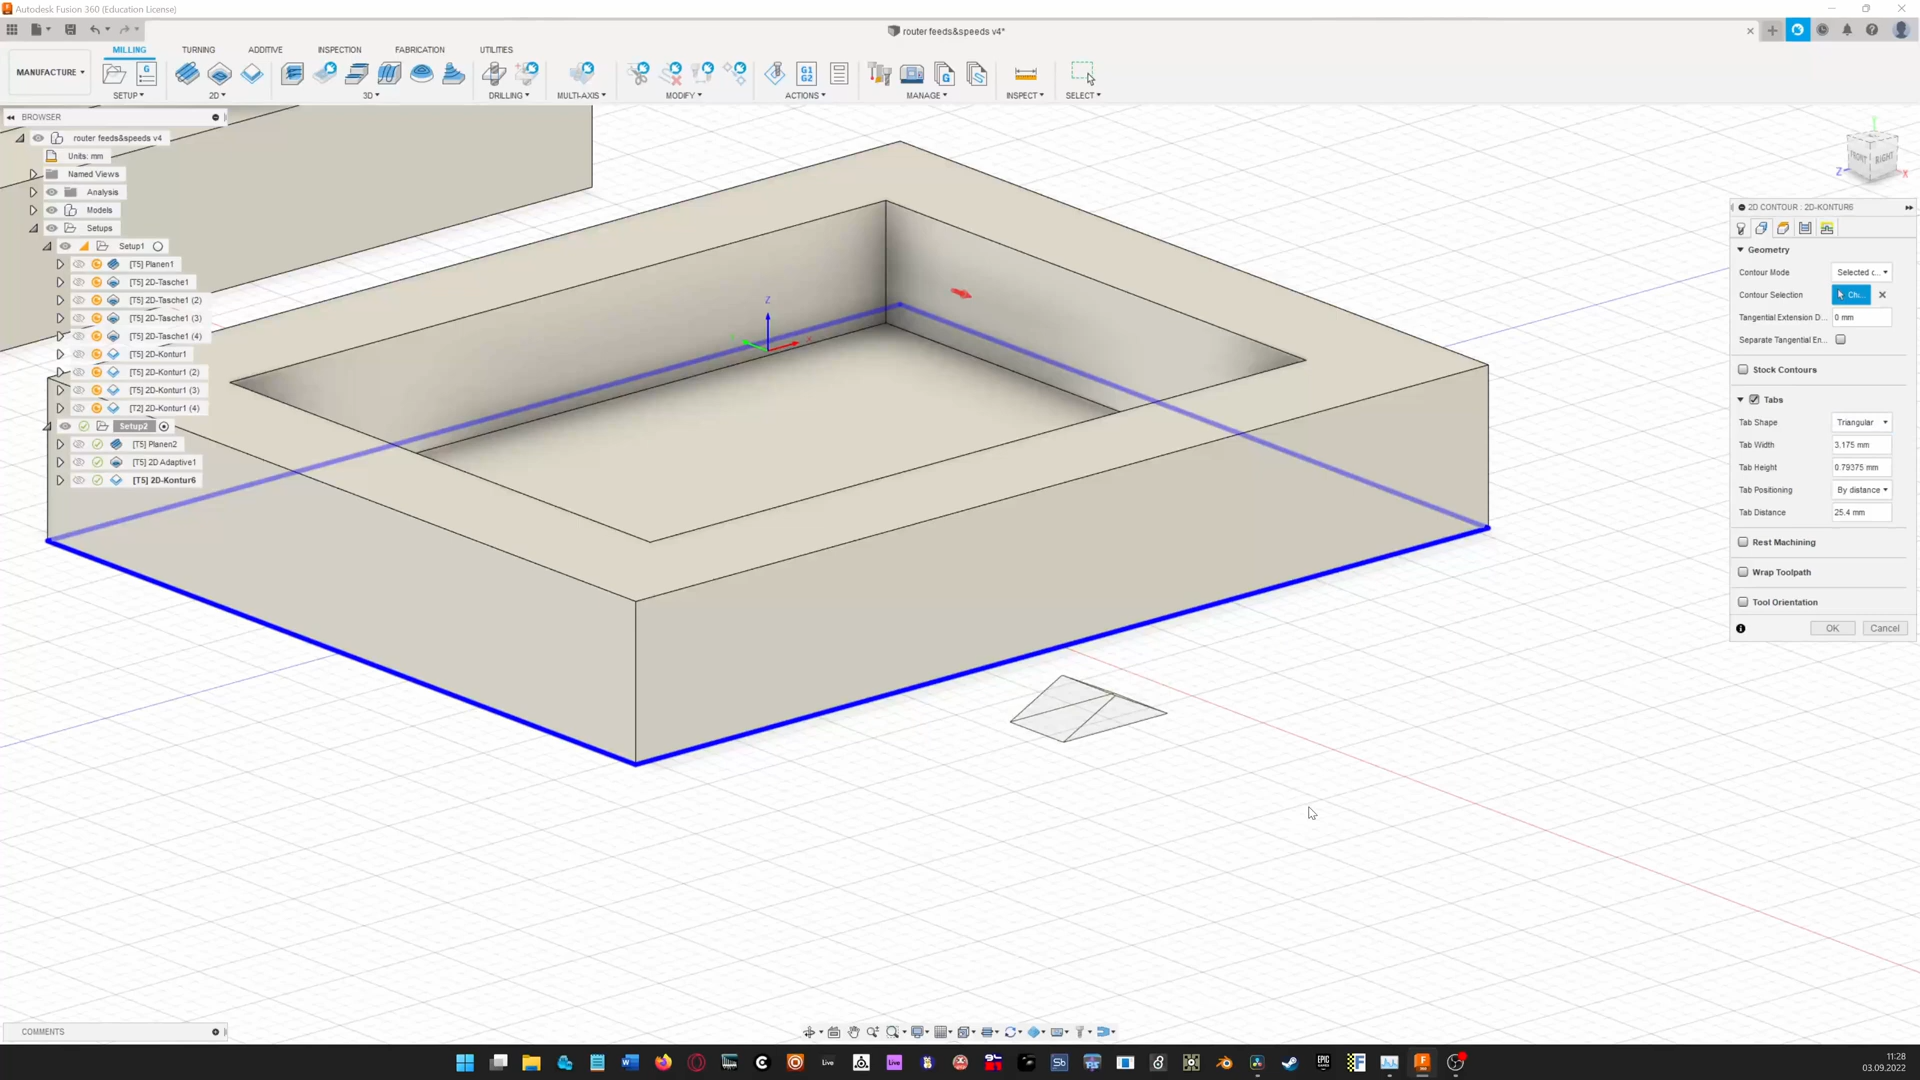 Autodesk Fusion 360 (Education License)
router feeds&speeds v4*
MILLING
TURNING
ADDITIVE
INSPECTION
FABRICATION
UTILITIES
MANUFACTURE
SETUP
2D
3D
DRILLING
MULTI-AXIS
MODIFY
ACTIONS
MANAGE
INSPECT
SELECT
G1
G2
BROWSER
router feeds&speeds v4
Units: mm
Named Views
Analysis
Models
Setups
Setup1
[T5] Planen1
[T5] 2D-Tasche1
[T5] 2D-Tasche1 (2)
[T5] 2D-Tasche1 (3)
[T5] 2D-Tasche1 (4)
[T5] 2D-Kontur1
[T5] 2D-Kontur1 (2)
[T5] 2D-Kontur1 (3)
[T2] 2D-Kontur1 (4)
Setup2
[T5] Planen2
[T5] 2D Adaptive1
[T5] 2D-Kontur6
Z
FRONT
RIGHT
Z
X
2D CONTOUR : 2D-KONTUR6
Geometry
Contour Mode
Selected c...
Contour Selection
Ch...
Tangential Extension D...
0 mm
Separate Tangential En...
Stock Contours
Tabs
Tab Shape
Triangular
Tab Width
3.175 mm
Tab Height
0.79375 mm
Tab Positioning
By distance
Tab Distance
25.4 mm
Rest Machining
Wrap Toolpath
Tool Orientation
OK
Cancel
COMMENTS
Live
Sb
EPIC
11:28
03.09.2022